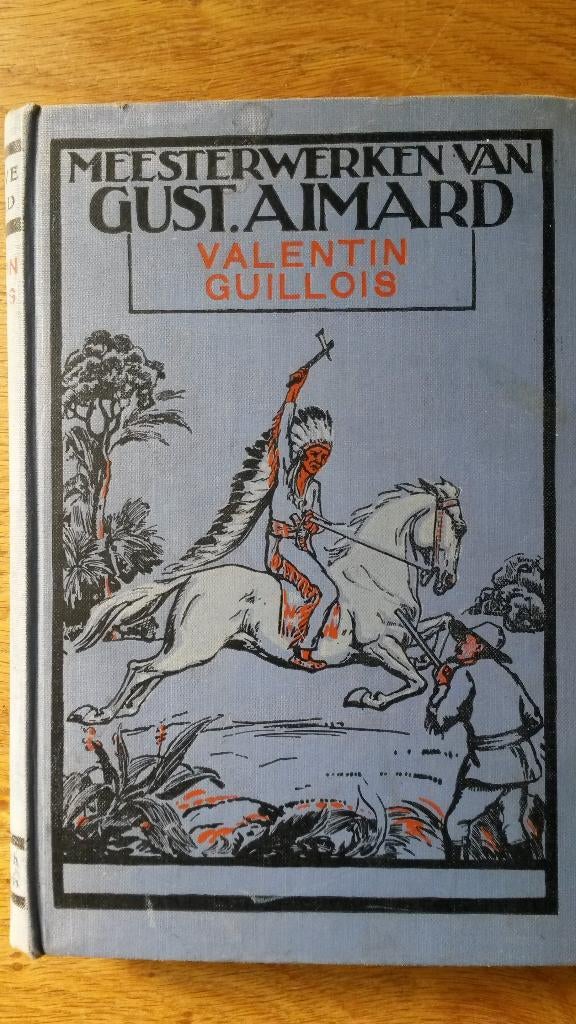 MEESTERWERKEN VAN
GUST. AIMARD
VALENTIN
GUILLOIS